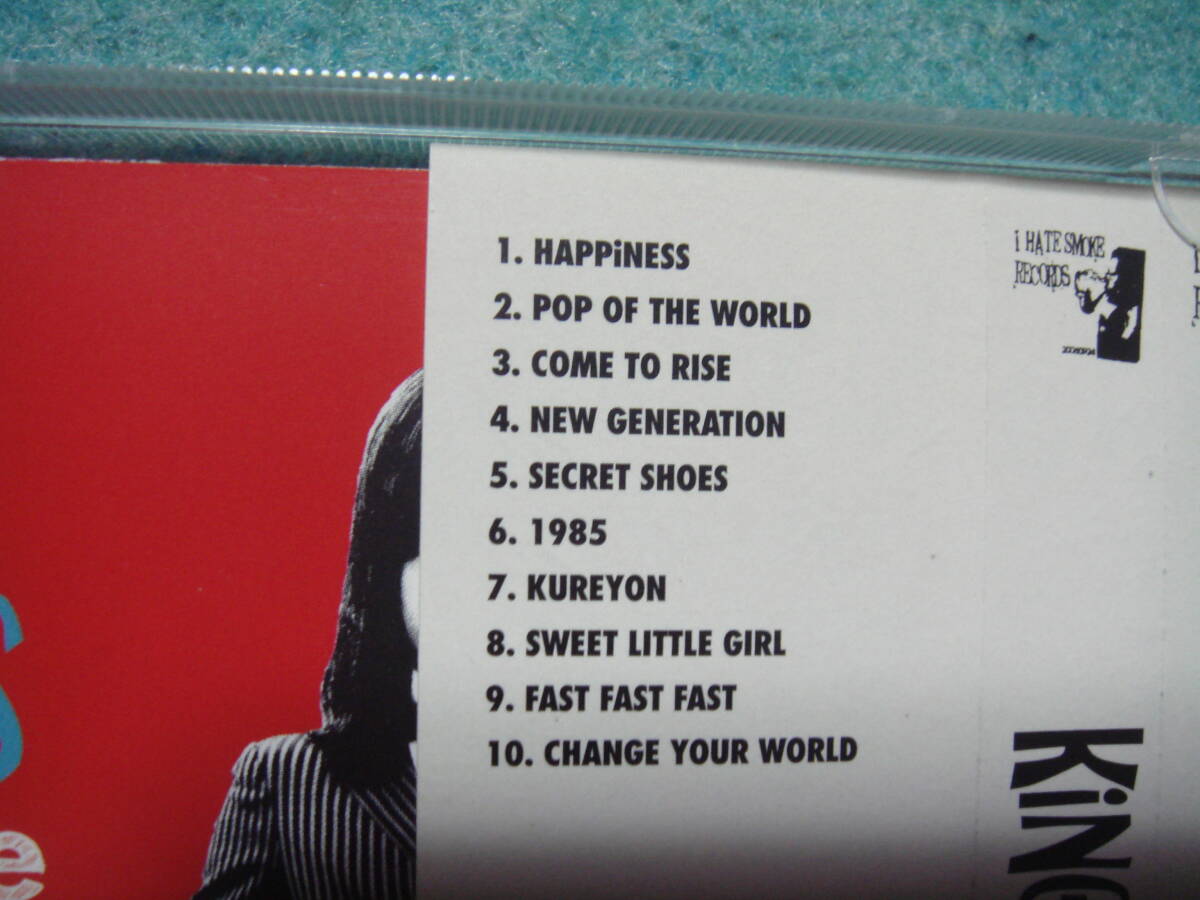 1. HAPPiNESS
2. POP OF THE WORLD
3. COME TO RISE
4. NEW GENERATION
5. SECRET SHOES
6. 1985
7. KUREYON
8. SWEET LITTLE GIRL
9. FAST FAST FAST
10. CHANGE YOUR WORLD
i HATE SMOKE
RECORDS
KiNG